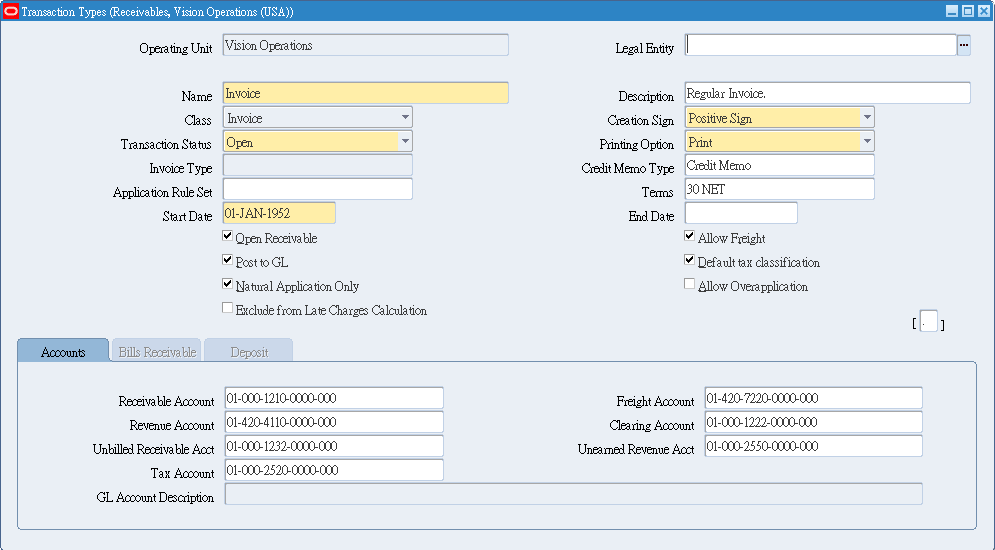 Transaction Types (Receivables, Vision Operations (USA))
Operating Unit Vision Operations Legal Entity ...
Name Invoice Description Regular Invoice.
Class Invoice Creation Sign Positive Sign
Transaction Status Open Printing Option Print
Invoice Type Credit Memo Type Credit Memo
Application Rule Set Terms 30 NET
Start Date 01-JAN-1952 End Date
Open Receivable Allow Freight
Post to GL Default tax classification
Natural Application Only Allow Overapplication
Exclude from Late Charges Calculation
[ . ]
Accounts Bills Receivable Deposit
Receivable Account 01-000-1210-0000-000 Freight Account 01-420-7220-0000-000
Revenue Account 01-420-4110-0000-000 Clearing Account 01-000-1222-0000-000
Unbilled Receivable Acct 01-000-1232-0000-000 Unearned Revenue Acct 01-000-2550-0000-000
Tax Account 01-000-2520-0000-000
GL Account Description